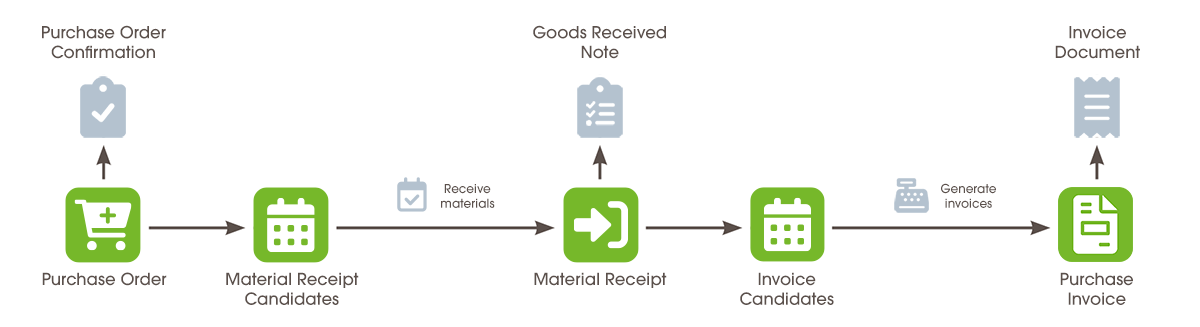 Purchase Order
Confirmation
Goods Received
Note
Invoice
Document
Receive
materials
Generate
invoices
Purchase Order
Material Receipt
Candidates
Material Receipt
Invoice
Candidates
Purchase
Invoice